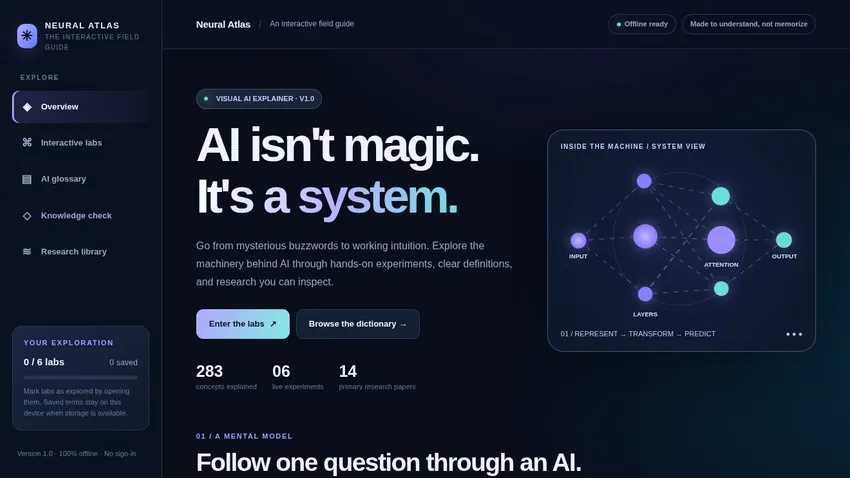 NEURAL ATLAS
THE INTERACTIVE FIELD
GUIDE
EXPLORE
Overview
Interactive labs
AI glossary
Knowledge check
Research library
YOUR EXPLORATION
0 / 6 labs 0 saved
Mark labs as explored by opening
them. Saved terms stay on this
device when storage is available.
Version 1.0 · 100% offline · No sign-in
Neural Atlas / An interactive field guide
Offline ready
Made to understand, not memorize
VISUAL AI EXPLAINER · V1.0
AI isn't magic.
It's a system.
Go from mysterious buzzwords to working intuition. Explore the
machinery behind AI through hands-on experiments, clear definitions,
and research you can inspect.
Enter the labs ↗
Browse the dictionary →
283 06 14
concepts explained live experiments primary research papers
INSIDE THE MACHINE / SYSTEM VIEW
INPUT
LAYERS
ATTENTION
OUTPUT
01 / REPRESENT → TRANSFORM → PREDICT
01 / A MENTAL MODEL
Follow one question through an AI.